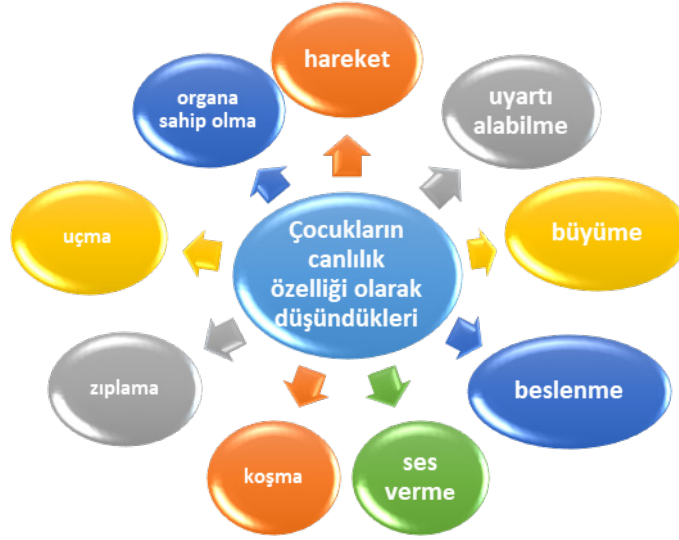 hareket
uyartı
alabilme
büyüme
beslenme
ses
verme
koşma
zıplama
uçma
organa
sahip olma
Çocukların
canlılık
özelliği olarak
düşündükleri